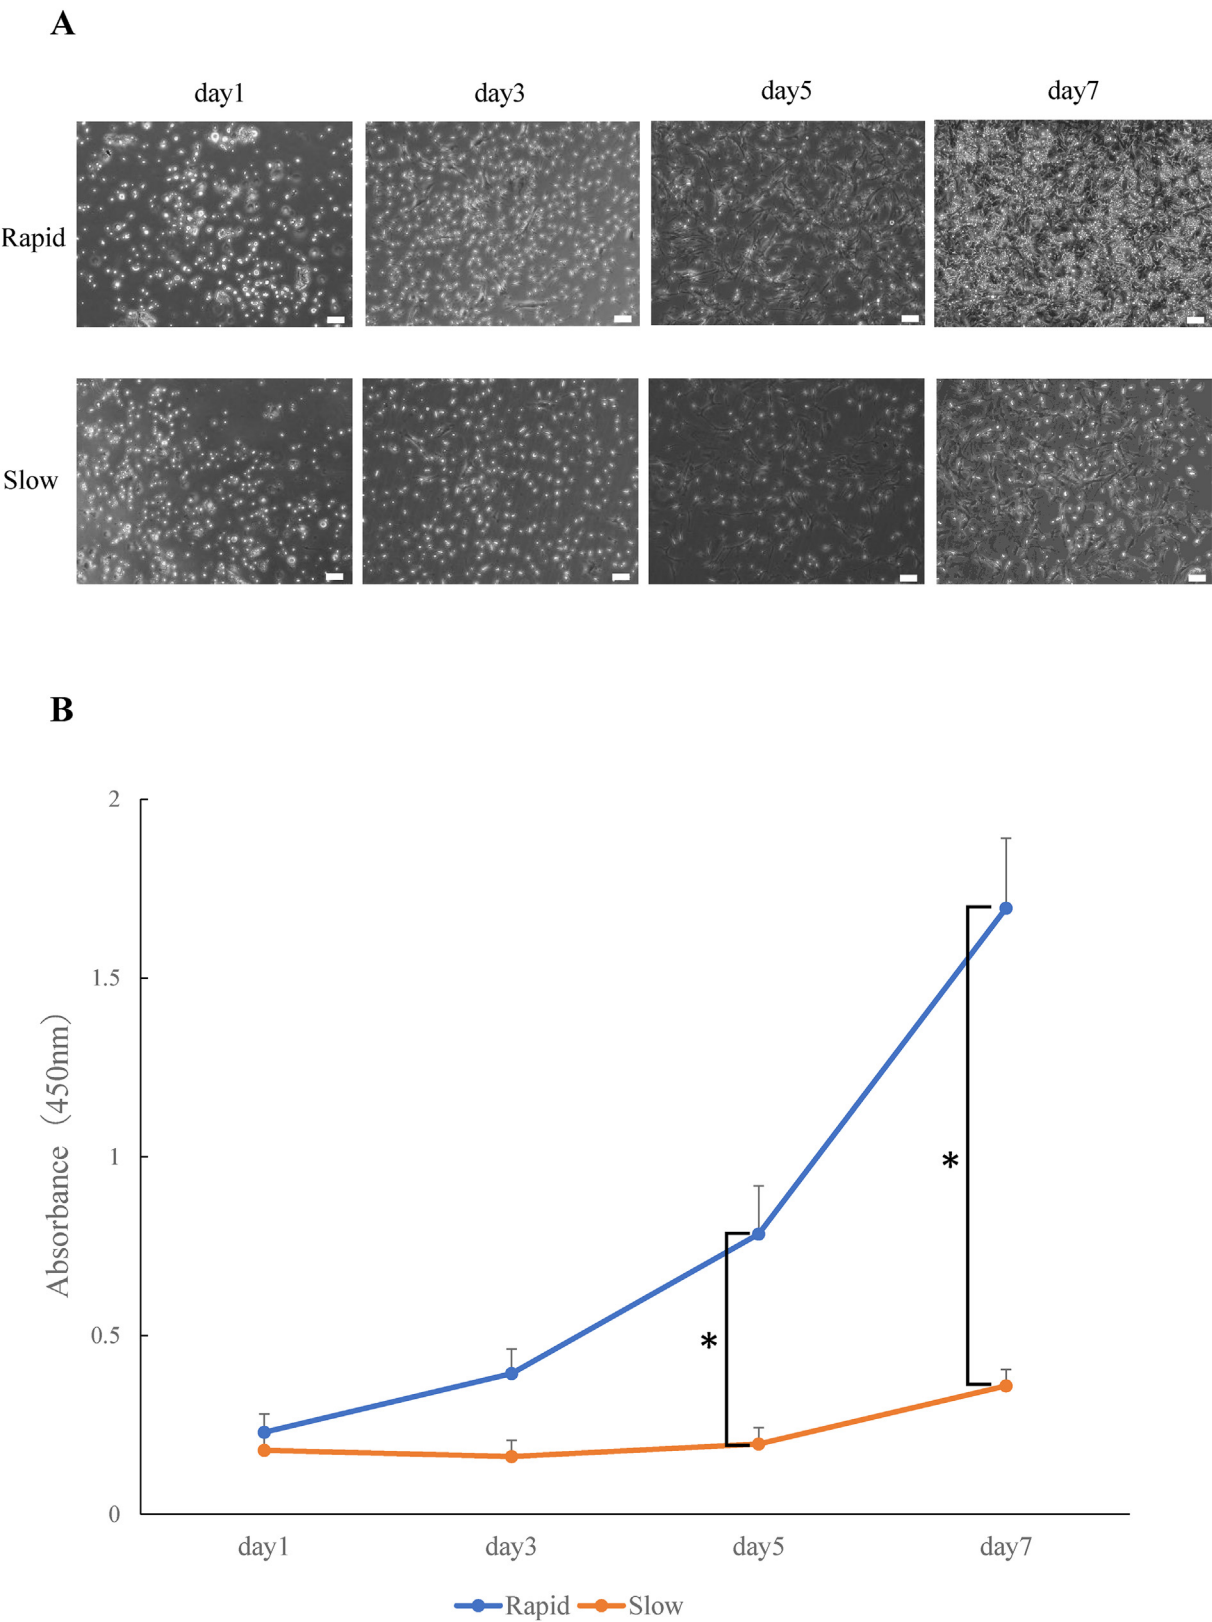 A
day1 day3 day5 day7
Rapid
Slow
B
2
1.5
1
0.5
0
Absorbance（450nm）
*
*
day1 day3 day5 day7
Rapid Slow